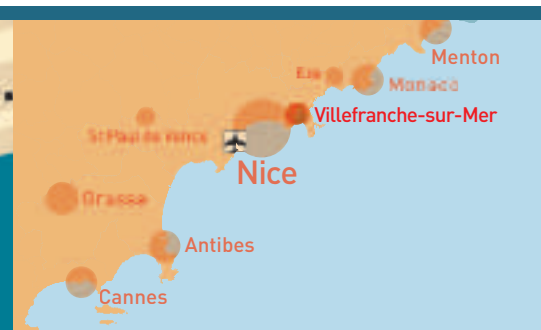 Menton
Eze
Monaco
Villefranche-sur-Mer
St Paul de Vence
Nice
Grasse
Antibes
Cannes